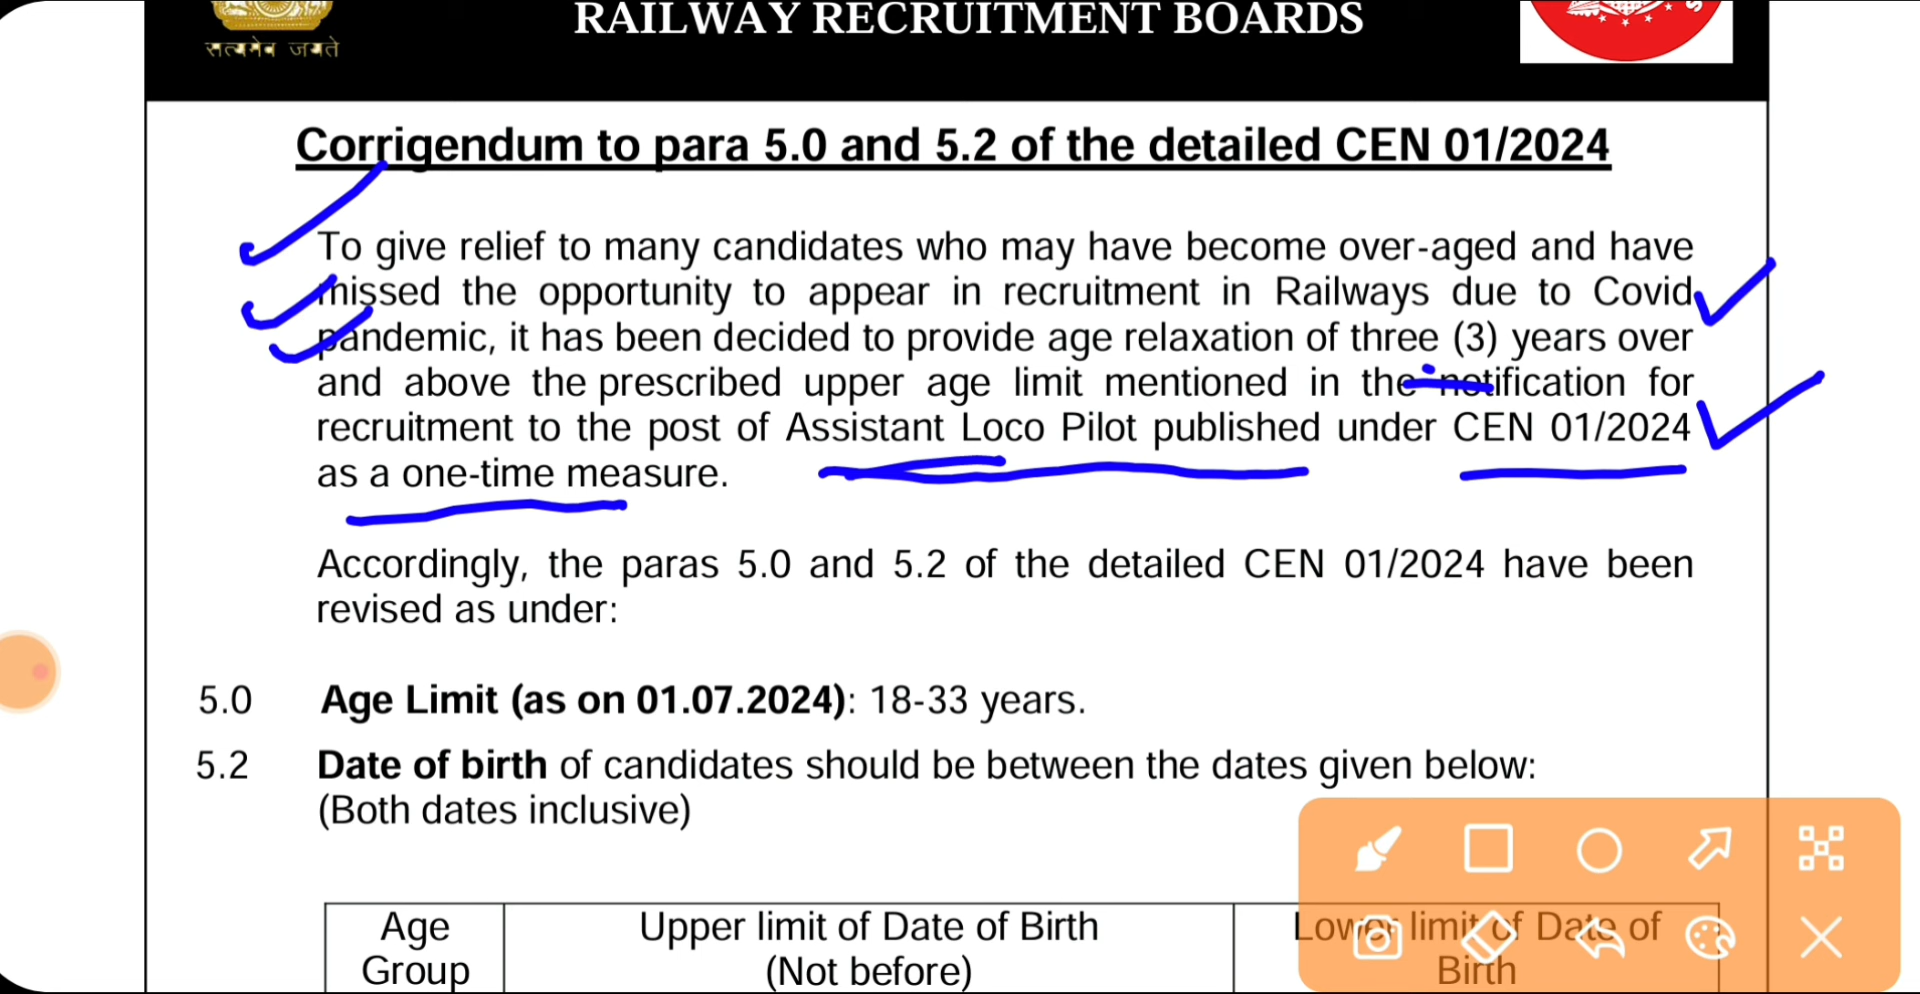 RAILWAY RECRUITMENT BOARDS
सत्यमेव जयते
Corrigendum to para 5.0 and 5.2 of the detailed CEN 01/2024
To give relief to many candidates who may have become over-aged and have
missed the opportunity to appear in recruitment in Railways due to Covid
pandemic, it has been decided to provide age relaxation of three (3) years over
and above the prescribed upper age limit mentioned in the notification for
recruitment to the post of Assistant Loco Pilot published under CEN 01/2024
as a one-time measure.
Accordingly, the paras 5.0 and 5.2 of the detailed CEN 01/2024 have been
revised as under:
5.0 Age Limit (as on 01.07.2024): 18-33 years.
5.2 Date of birth of candidates should be between the dates given below:
(Both dates inclusive)
Age Group
Upper limit of Date of Birth
(Not before)
Lower limit of Date of
Birth